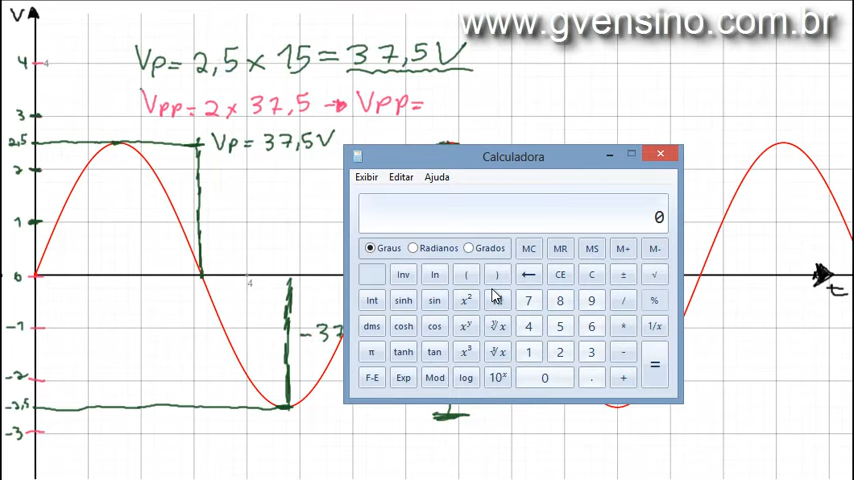 V
www.gvensino.com.br
Vp = 2,5 x 15 = 37,5V
Vpp = 2 x 37,5 → Vpp =
Vp = 37,5V
4
3
2,5
2
1
0
-1
-2
-2,5
-3
4
4
-37
t
Calculadora
Exibir Editar Ajuda
0
Graus Radianos Grados MC MR MS M+ M-
Inv ln ( ) ← CE C ± √
Int sinh sin x² 7 8 9 / %
dms cosh cos xʸ ʸ√x 4 5 6 * 1/x
π tanh tan x³ ³√x 1 2 3 - =
F-E Exp Mod log 10ˣ 0 . +